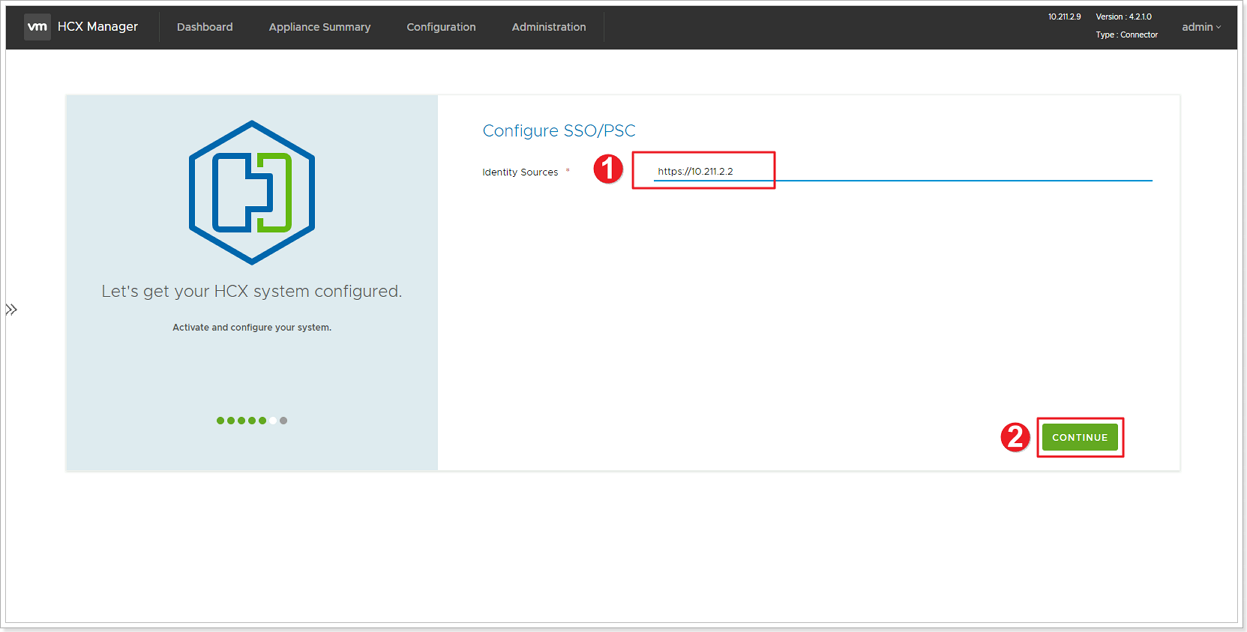 vm HCX Manager Dashboard Appliance Summary Configuration Administration
10.211.2.9 Version : 4.2.1.0
Type : Connector
admin
Configure SSO/PSC
Identity Sources * 1 https://10.211.2.2
Let's get your HCX system configured.
Activate and configure your system.
2 CONTINUE